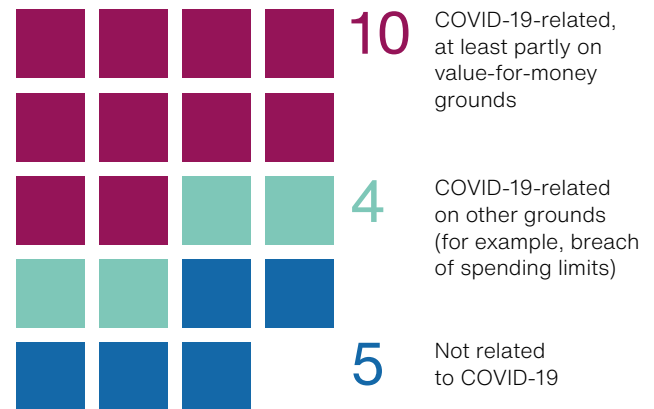 10
COVID-19-related,
at least partly on
value-for-money
grounds
4
COVID-19-related
on other grounds
(for example, breach
of spending limits)
5
Not related
to COVID-19